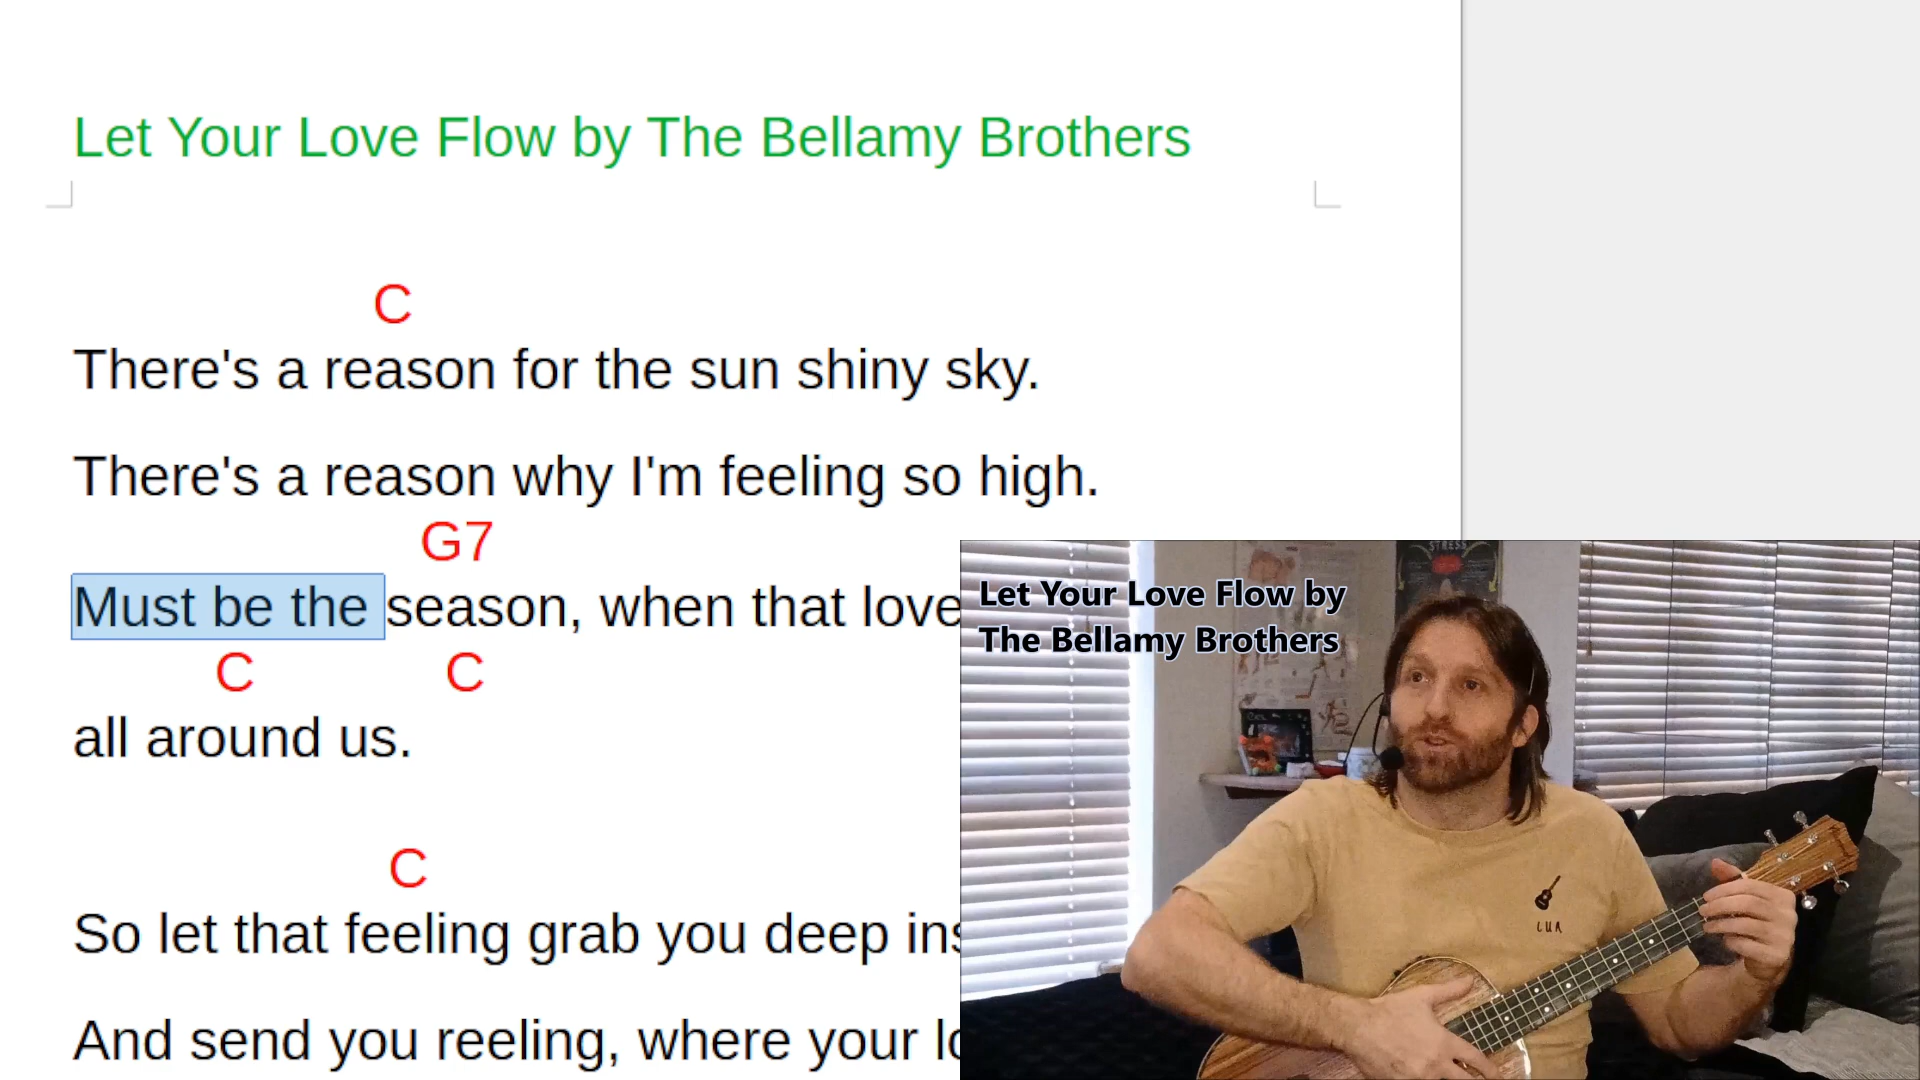 Let Your Love Flow by The Bellamy Brothers
C
There's a reason for the sun shiny sky.
There's a reason why I'm feeling so high.
G7
Must be the season, when that love
C C
all around us.
C
So let that feeling grab you deep
And send you reeling, where your
Let Your Love Flow by
The Bellamy Brothers
STRESS
LUA